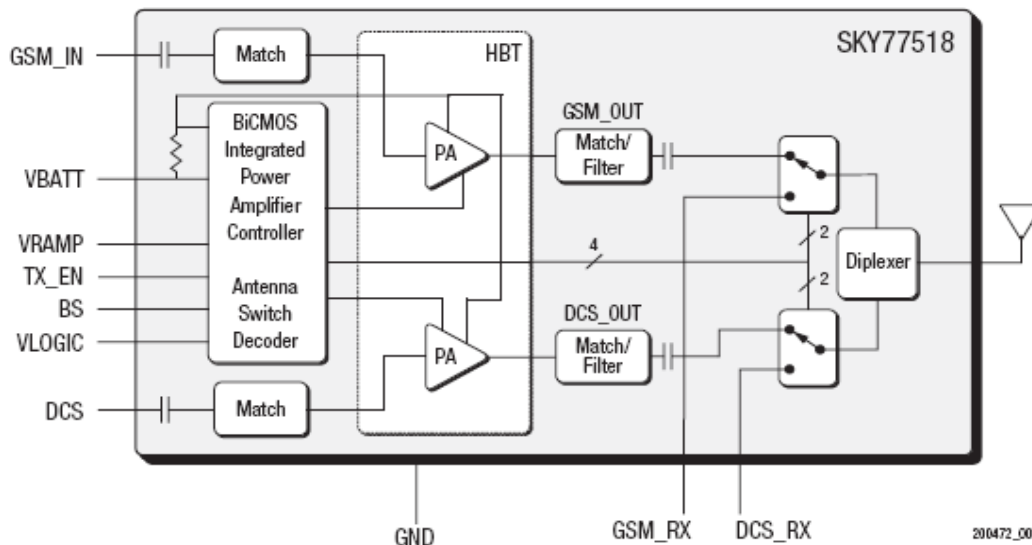 SKY77518
HBT
GSM_IN
Match
BiCMOS
Integrated
Power
Amplifier
Controller
Antenna
Switch
Decoder
VBATT
VRAMP
TX_EN
BS
VLOGIC
DCS
Match
PA
PA
GSM_OUT
Match/
Filter
4
2
2
Diplexer
DCS_OUT
Match/
Filter
GND
GSM_RX
DCS_RX
200472_00